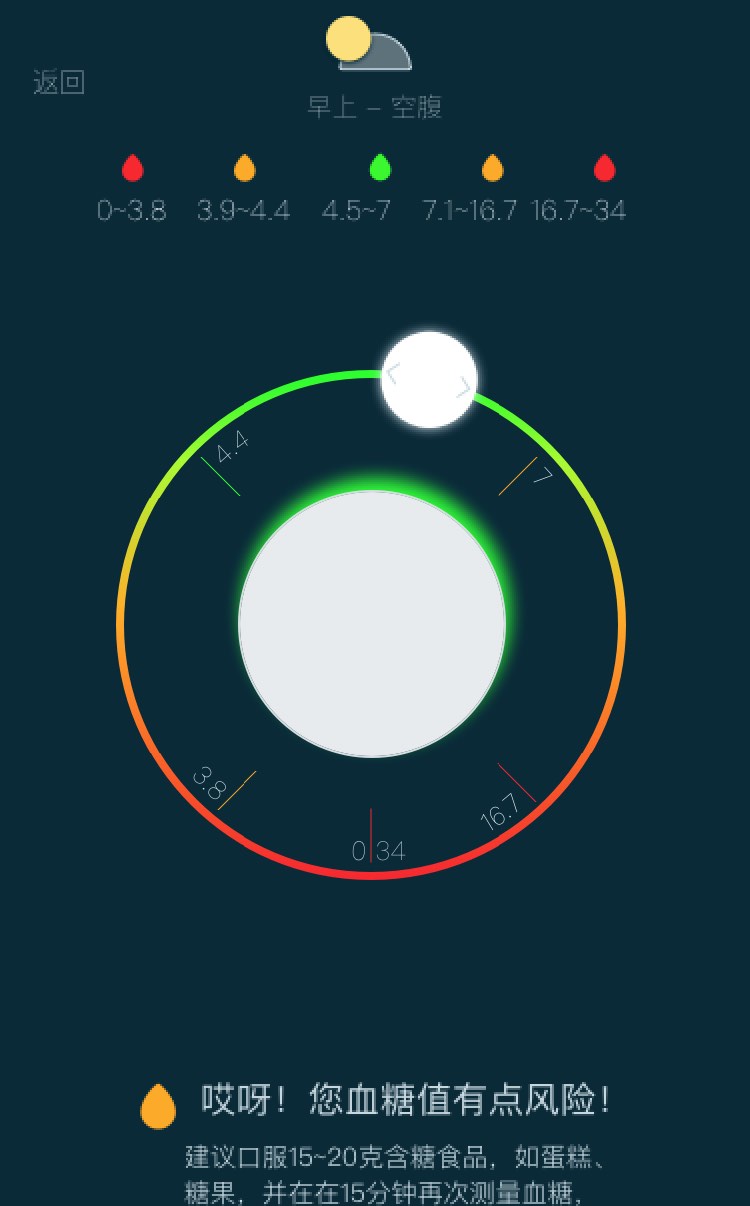 返回
早上 – 空腹
0~3.8 3.9~4.4 4.5~7 7.1~16.7 16.7~34
4.4
7
3.8
16.7
0 34
哎呀！您血糖值有点风险！
建议口服15~20克含糖食品，如蛋糕、
糖果，并在在15分钟再次测量血糖，